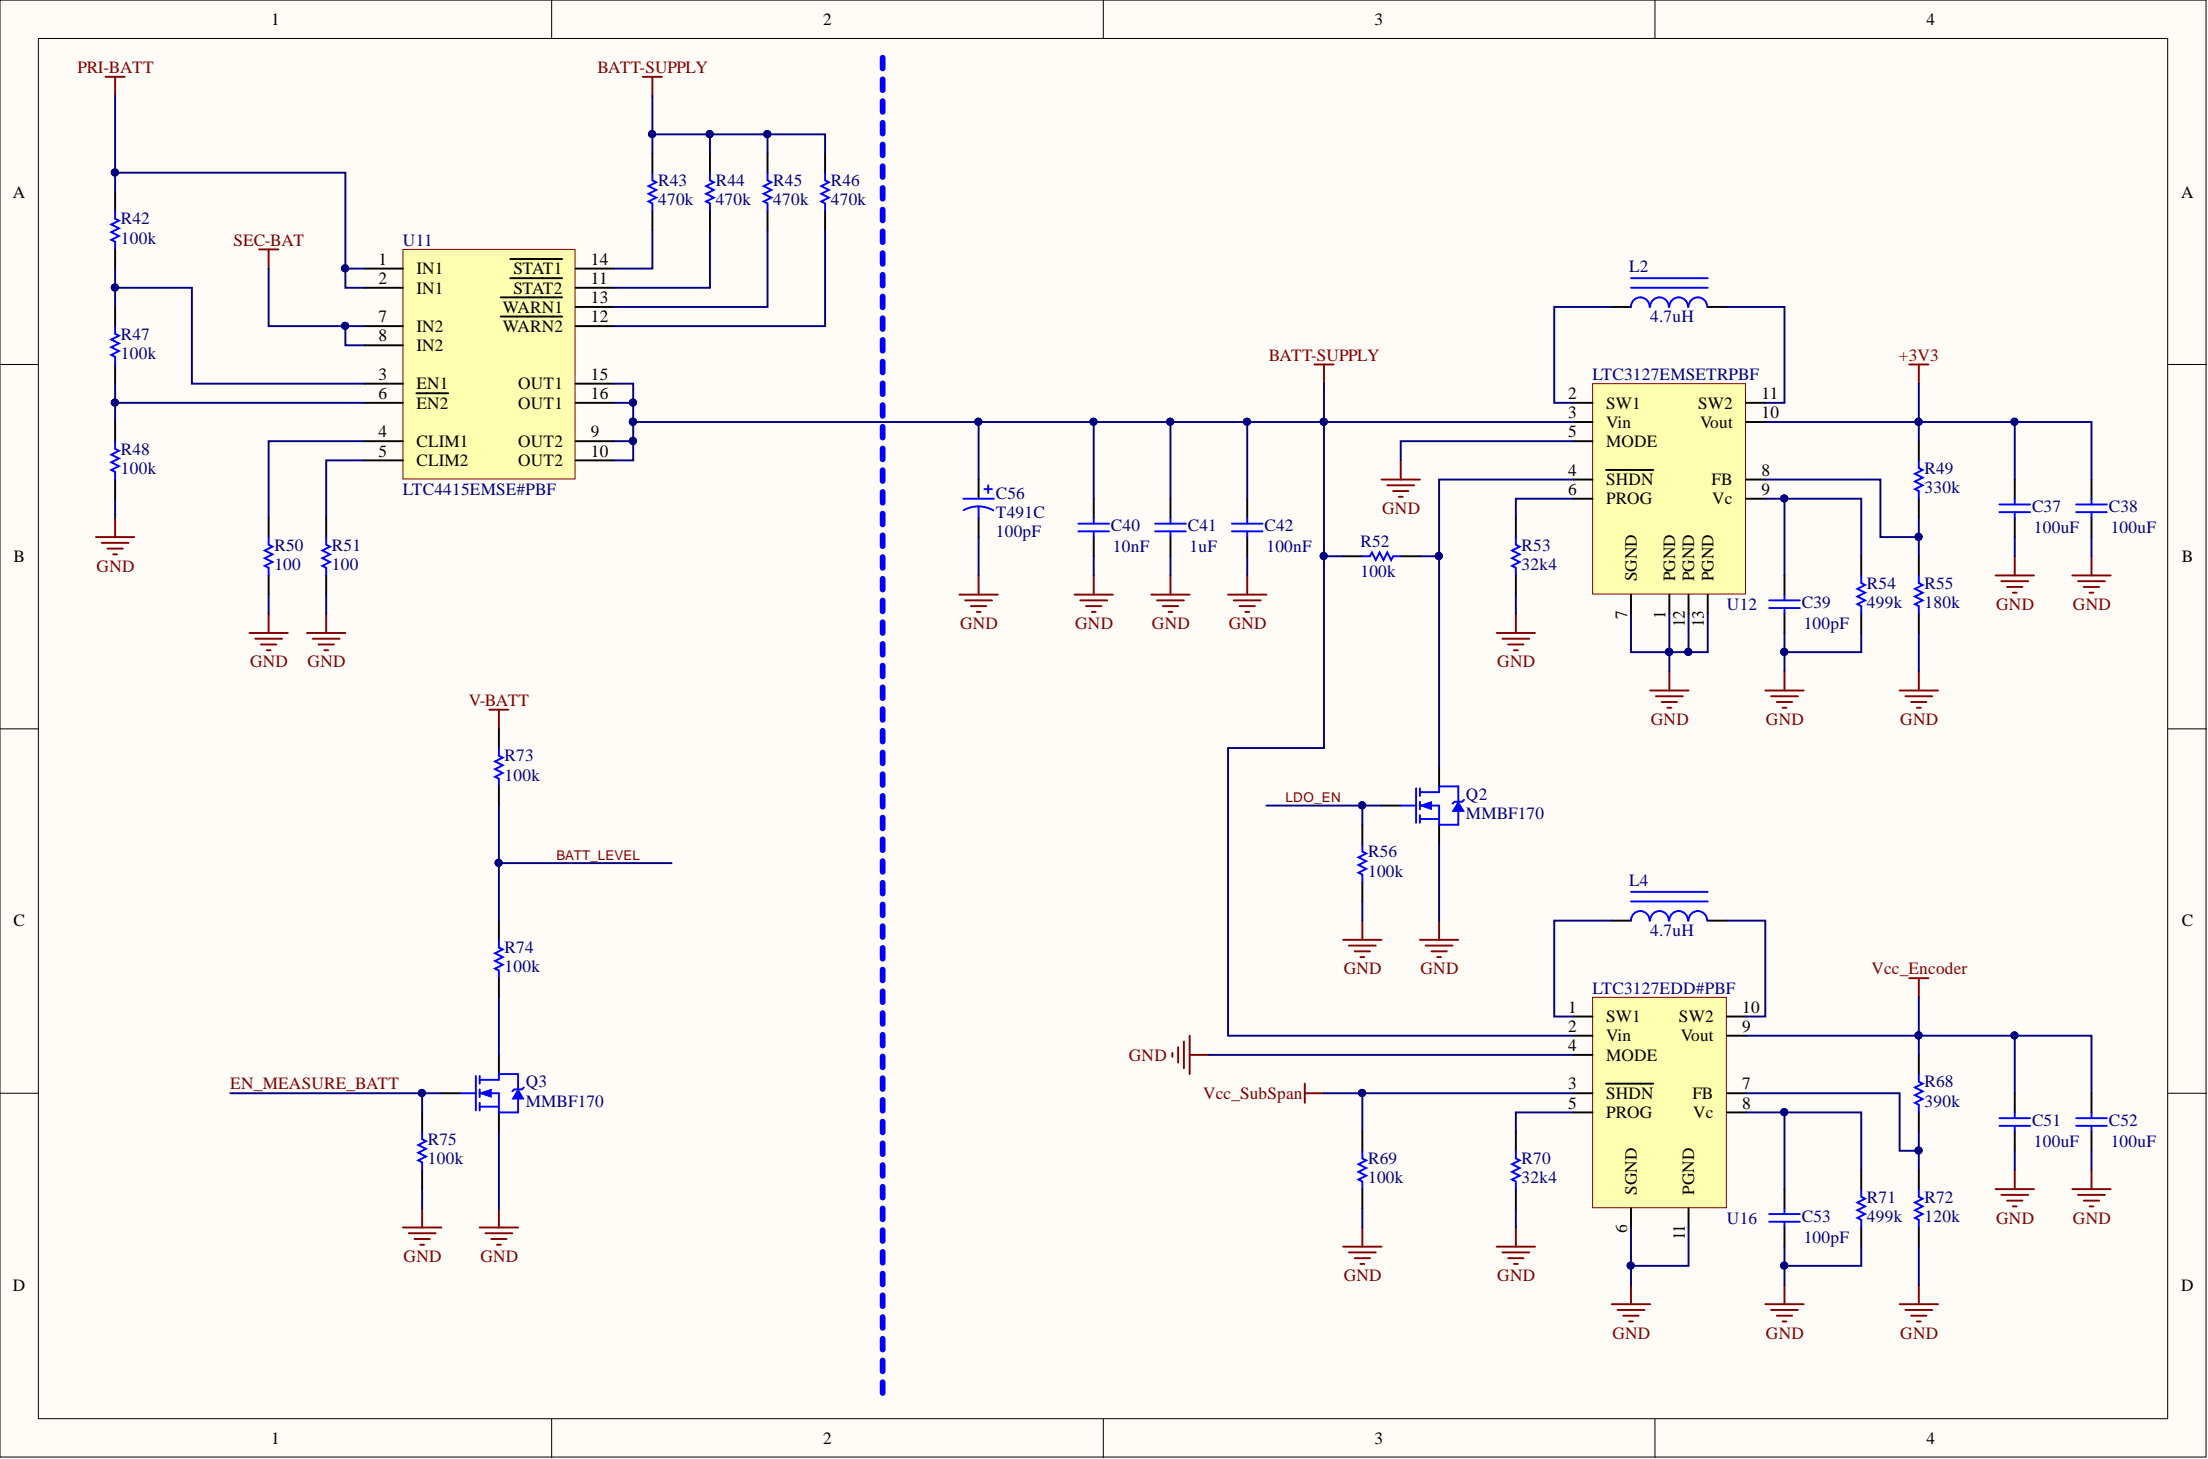 1 2 3 4
A
B
C
D
A
B
C
D
1 2 3 4
PRI-BATT
R42
100k
R47
100k
R48
100k
GND
SEC-BAT
U11
1 IN1
2 IN1
7 IN2
8 IN2
3 EN1
6 EN2
4 CLIM1
5 CLIM2
STAT1 14
STAT2 11
WARN1 13
WARN2 12
OUT1 15
OUT1 16
OUT2 9
OUT2 10
LTC4415EMSE#PBF
R50
100
GND
R51
100
GND
BATT-SUPPLY
R43
470k
R44
470k
R45
470k
R46
470k
V-BATT
R73
100k
BATT_LEVEL
R74
100k
EN_MEASURE_BATT
Q3
MMBF170
R75
100k
GND
GND
C56
T491C
100pF
GND
C40
10nF
GND
C41
1uF
GND
C42
100nF
GND
BATT-SUPPLY
GND
R52
100k
R53
32k4
GND
L2
4.7uH
LTC3127EMSETRPBF
2 SW1
3 Vin
5 MODE
4 SHDN
6 PROG
SW2 11
Vout 10
FB 8
Vc 9
SGND
PGND
PGND
PGND
7
1
12
13
U12
GND
C39
100pF
GND
R54
499k
+3V3
R49
330k
R55
180k
GND
C37
100uF
GND
C38
100uF
GND
LDO_EN
Q2
MMBF170
R56
100k
GND
GND
L4
4.7uH
LTC3127EDD#PBF
1 SW1
2 Vin
4 MODE
3 SHDN
5 PROG
SW2 10
Vout 9
FB 7
Vc 8
SGND
PGND
6
11
U16
GND
GND
Vcc_SubSpan
R69
100k
GND
R70
32k4
GND
C53
100pF
GND
R71
499k
Vcc_Encoder
R68
390k
R72
120k
GND
C51
100uF
GND
C52
100uF
GND